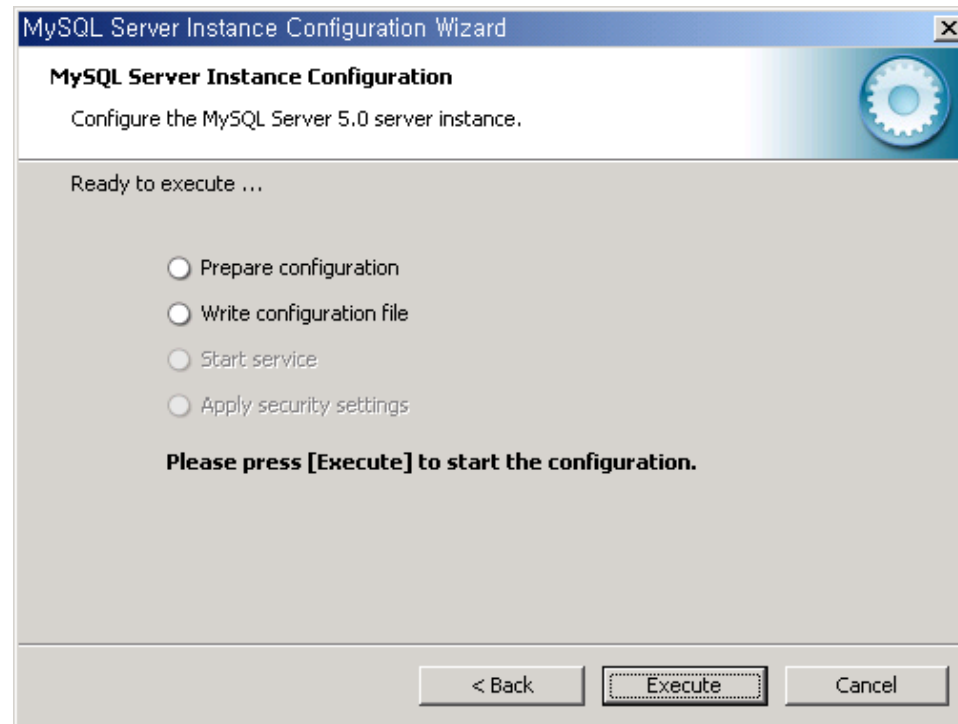 MySQL Server Instance Configuration Wizard
MySQL Server Instance Configuration
Configure the MySQL Server 5.0 server instance.
Ready to execute ...
Prepare configuration
Write configuration file
Start service
Apply security settings
Please press [Execute] to start the configuration.
< Back Execute Cancel